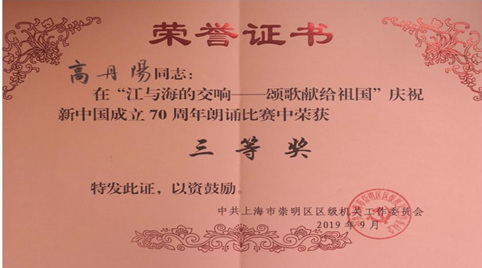 荣誉证书
高丹陽同志：
在“江与海的交响——颂歌献给祖国”庆祝
新中国成立70周年朗诵比赛中荣获
三等奖
特发此证，以资鼓励。
中共上海市崇明区区级机关工作委员会
2019年9月